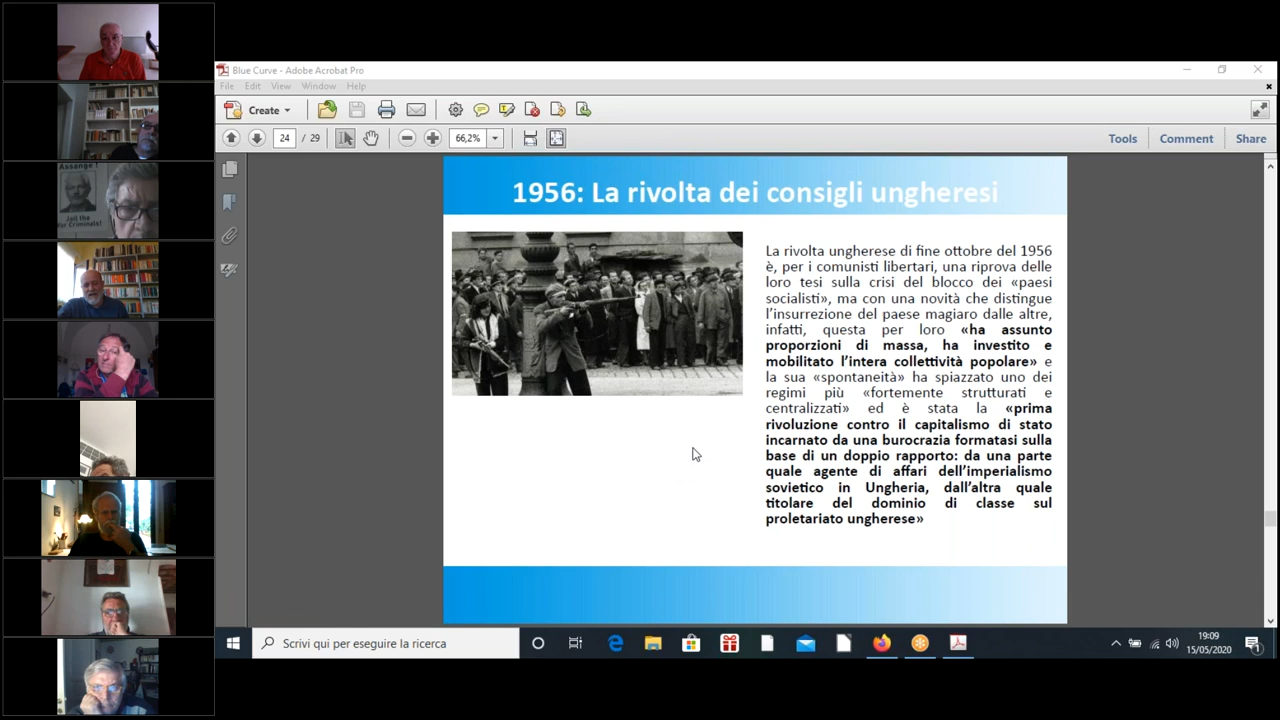 Assange !
Jail the
War Criminals!
Blue Curve - Adobe Acrobat Pro
File Edit View Window Help
Create
24 / 29 66,2% Tools Comment Share
1956: La rivolta dei consigli ungheresi
La rivolta ungherese di fine ottobre del 1956
è, per i comunisti libertari, una riprova delle
loro tesi sulla crisi del blocco dei «paesi
socialisti», ma con una novità che distingue
l'insurrezione del paese magiaro dalle altre,
infatti, questa per loro «ha assunto
proporzioni di massa, ha investito e
mobilitato l'intera collettività popolare» e
la sua «spontaneità» ha spiazzato uno dei
regimi più «fortemente strutturati e
centralizzati» ed è stata la «prima
rivoluzione contro il capitalismo di stato
incarnato da una burocrazia formatasi sulla
base di un doppio rapporto: da una parte
quale agente di affari dell'imperialismo
sovietico in Ungheria, dall'altra quale
titolare del dominio di classe sul
proletariato ungherese»
Scrivi qui per eseguire la ricerca
19:09
15/05/2020
1